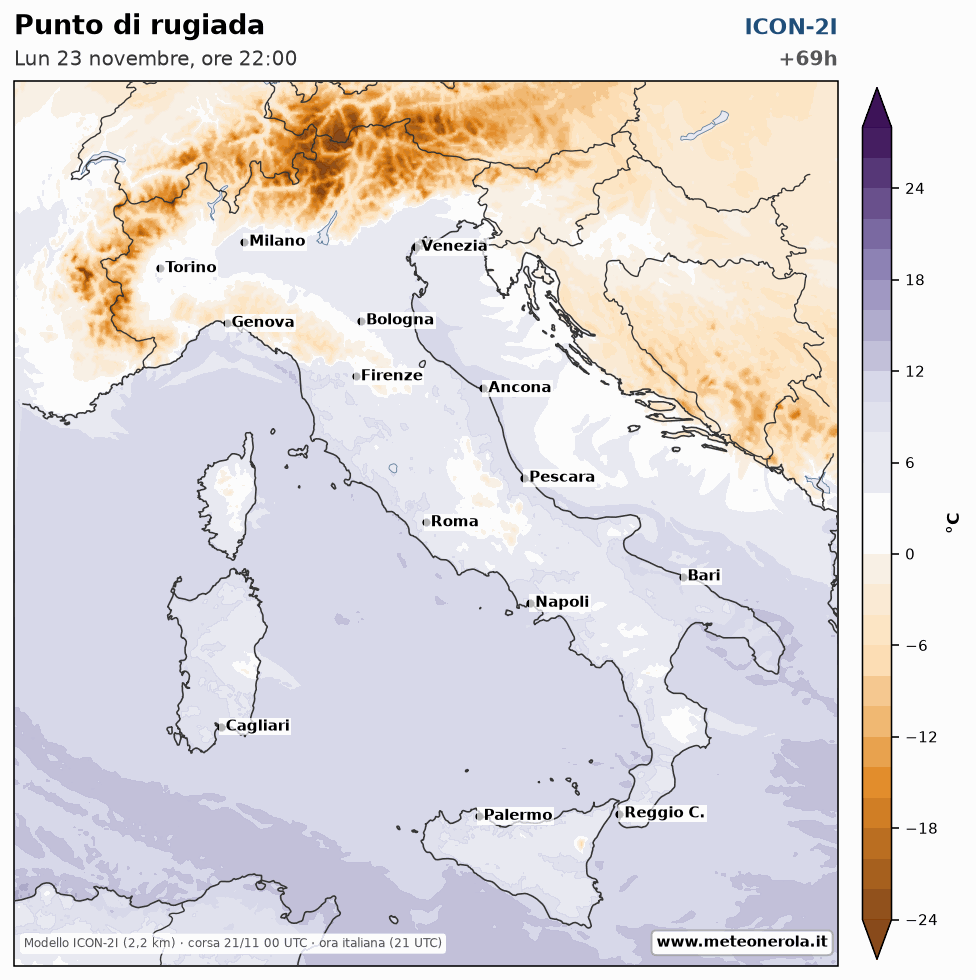 Punto di rugiada
ICON-2I
Lun 23 novembre, ore 22:00
+69h
Milano
Venezia
Torino
Genova
Bologna
Firenze
Ancona
Pescara
Roma
Bari
Napoli
Cagliari
Palermo
Reggio C.
24
18
12
6
0
−6
−12
−18
−24
°C
Modello ICON-2I (2,2 km) · corsa 21/11 00 UTC · ora italiana (21 UTC)
www.meteonerola.it